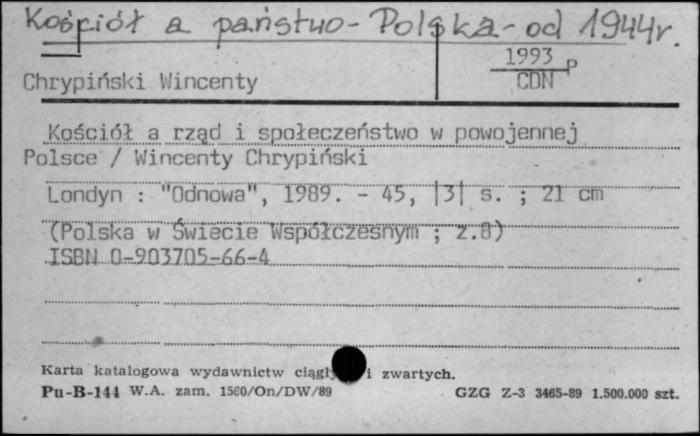 Kościół a państwo - Polska - od 1944r.
1993 p
Chrypiński Wincenty
CDN
Kościół a rząd i społeczeństwo w powojennej
Polsce / Wincenty Chrypiński
Londyn : "Odnowa", 1989. - 45, |3| s. ; 21 cm
(Polska w Świecie Współczesnym ; z.8)
ISBN 0-903705-66-4
Karta katalogowa wydawnictw i zwartych.
Pu-B-144 W.A. zam. 1560/On/DW/89
GZG Z-3 3465-89 1.500.000 szt.